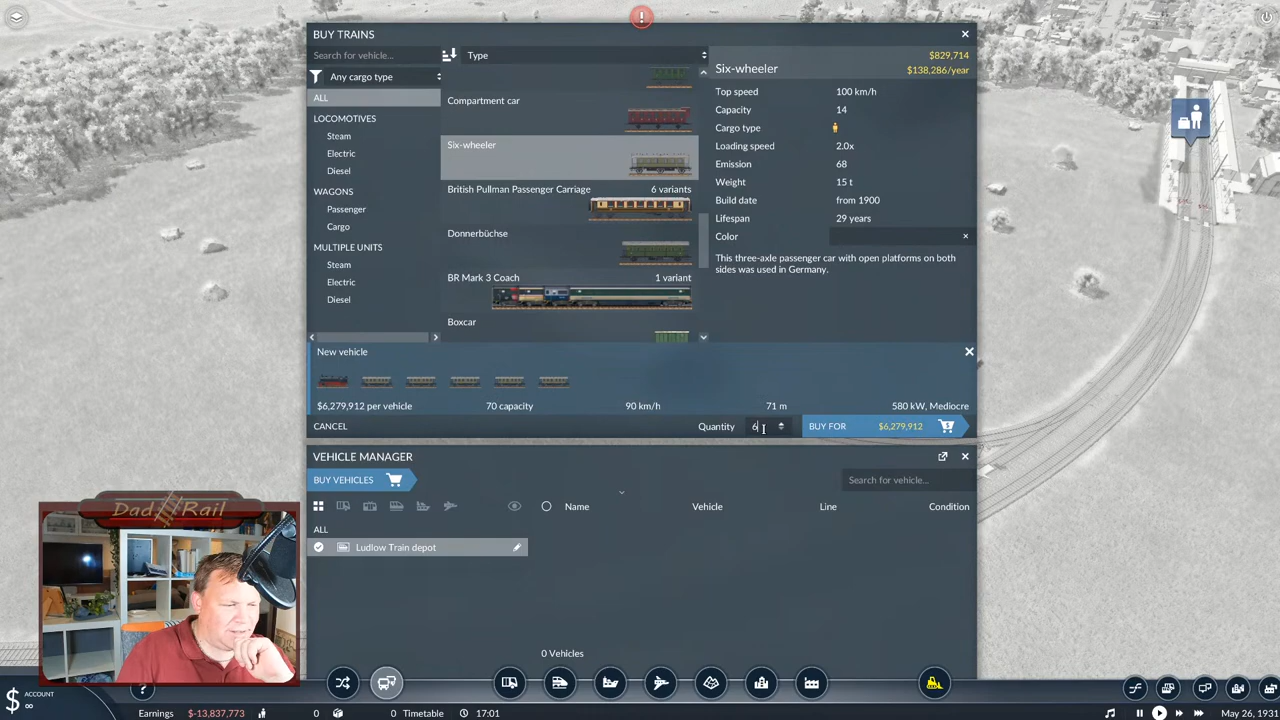 BUY TRAINS
Search for vehicle...
Type
Any cargo type
ALL
LOCOMOTIVES
Steam
Electric
Diesel
WAGONS
Passenger
Cargo
MULTIPLE UNITS
Steam
Electric
Diesel
Compartment car
Six-wheeler
British Pullman Passenger Carriage 6 variants
Donnerbüchse
BR Mark 3 Coach 1 variant
Boxcar
$829,714
Six-wheeler $138,286/year
Top speed 100 km/h
Capacity 14
Cargo type
Loading speed 2.0x
Emission 68
Weight 15 t
Build date from 1900
Lifespan 29 years
Color
This three-axle passenger car with open platforms on both
sides was used in Germany.
New vehicle
$6,279,912 per vehicle 70 capacity 90 km/h 71 m 580 kW, Mediocre
CANCEL Quantity 6 BUY FOR $6,279,912
VEHICLE MANAGER
BUY VEHICLES Search for vehicle...
Name Vehicle Line Condition
ALL
Ludlow Train depot
0 Vehicles
Dad Rail
$ ACCOUNT
∞
?
Earnings $-13,837,773 0 0 Timetable 17:01 May 26, 1931